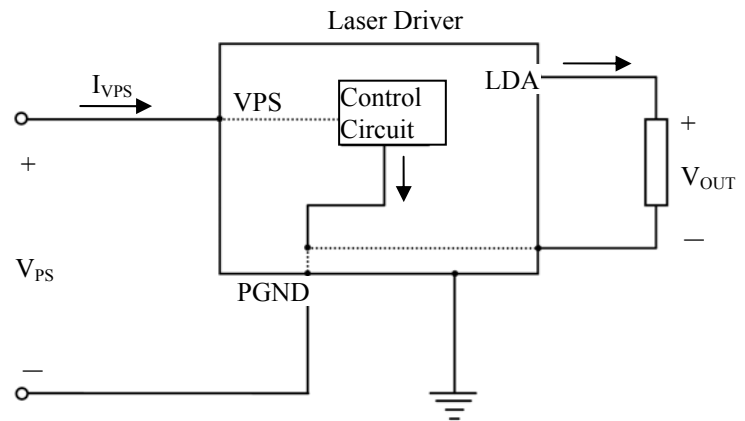 Laser Driver
I_VPS
VPS
Control
Circuit
LDA
+
V_OUT
—
+
V_PS
—
PGND